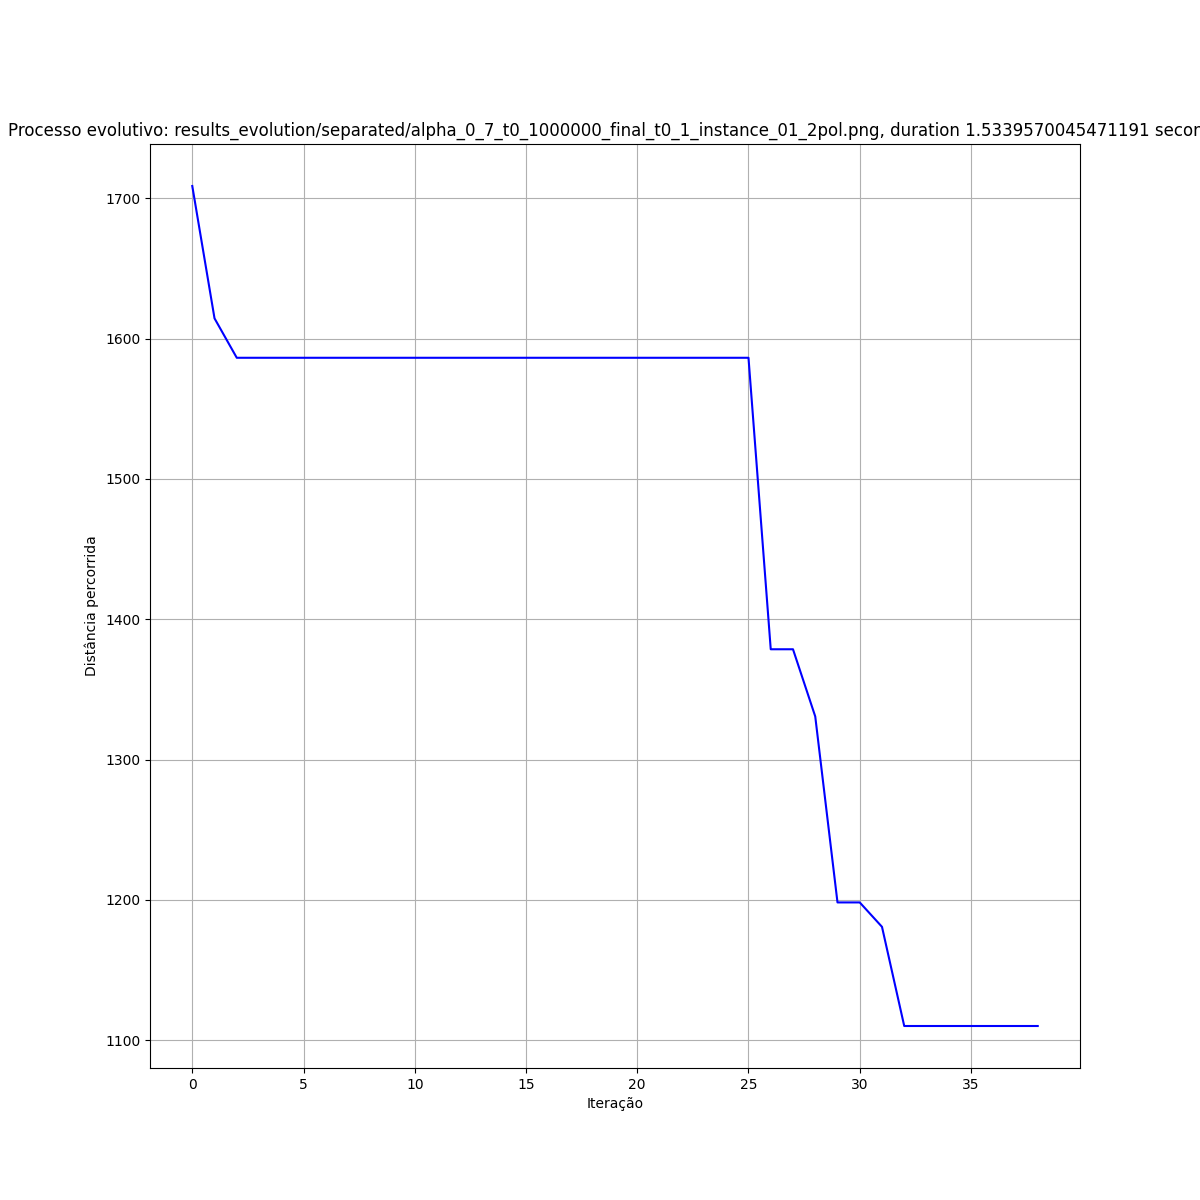 Processo evolutivo: results_evolution/separated/alpha_0_7_t0_1000000_final_t0_1_instance_01_2pol.png, duration 1.5339570045471191 secor
1700
1600
1500
1400
1300
1200
1100
Distância percorrida
0 5 10 15 20 25 30 35
Iteração